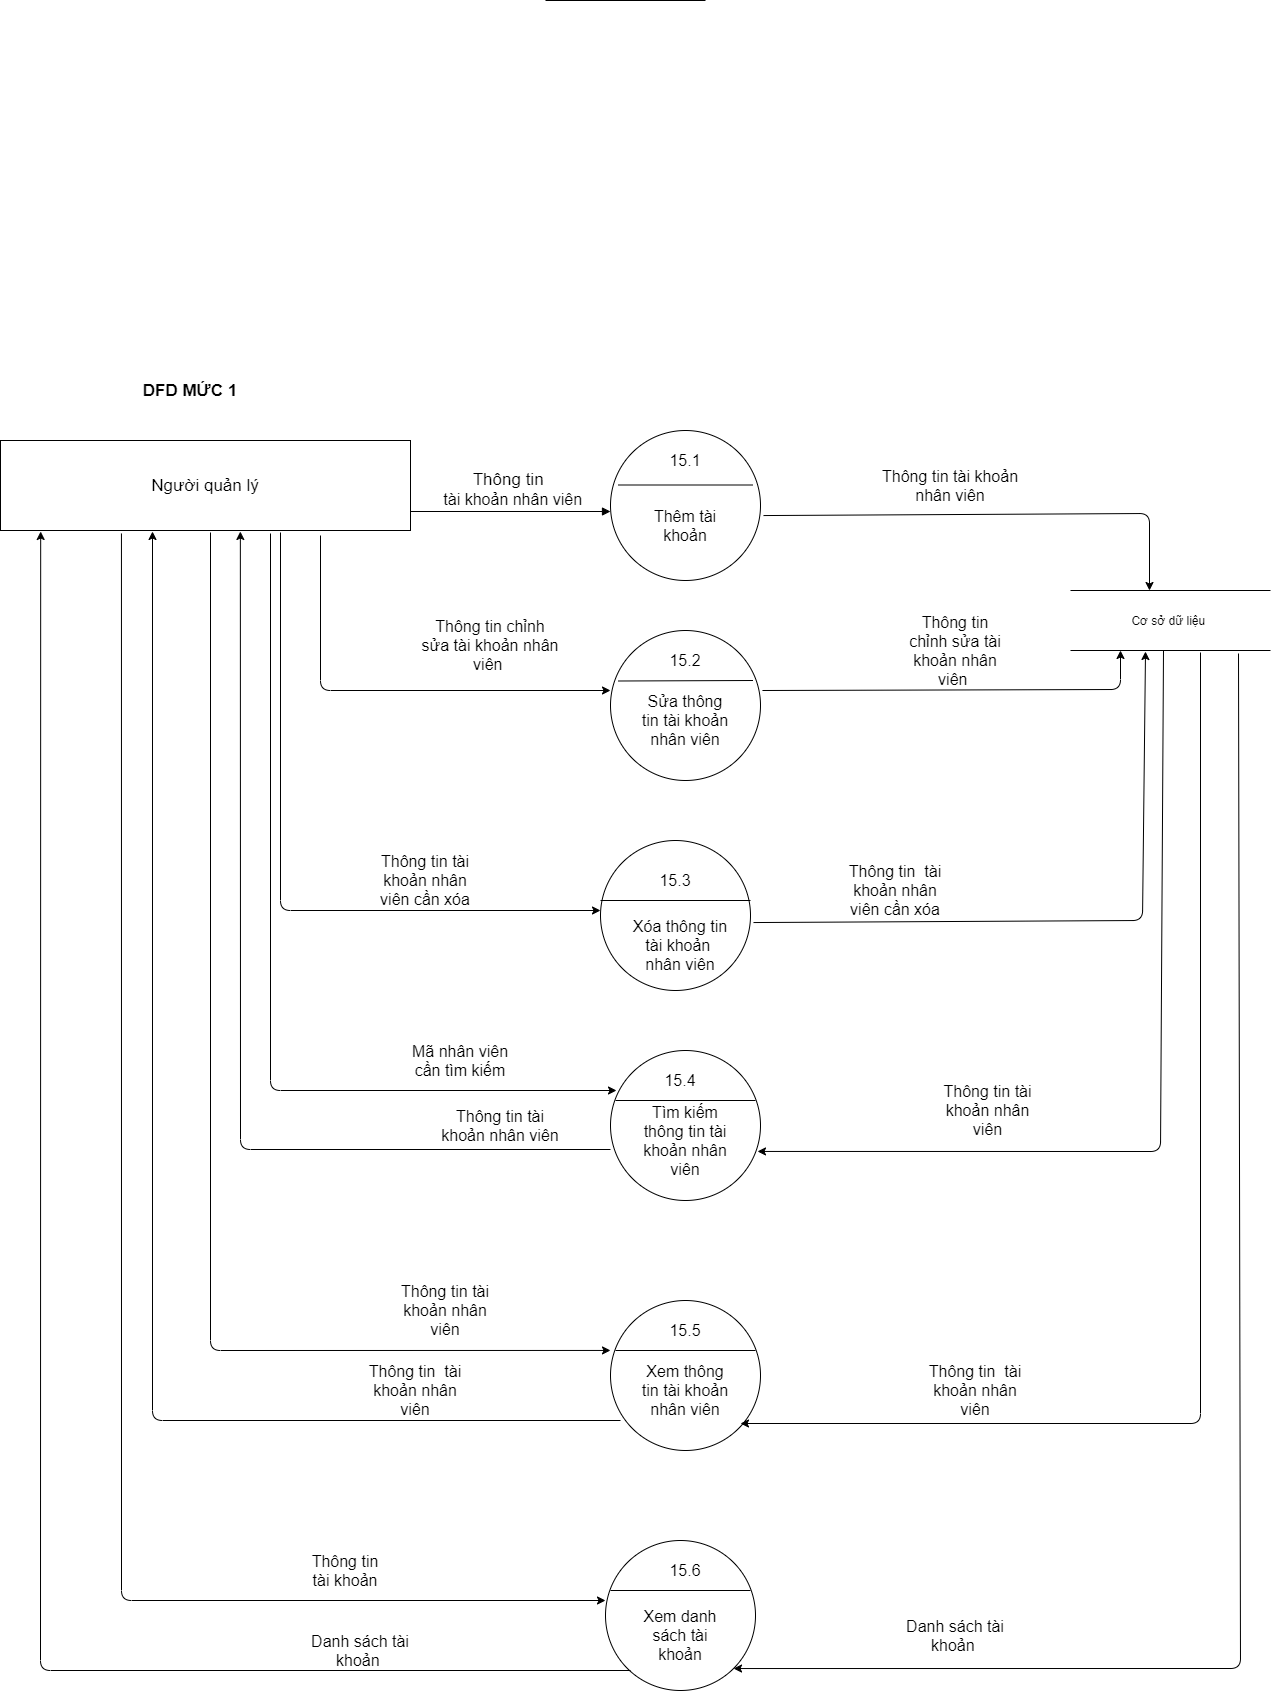 DFD MỨC 1
Người quản lý
Thông tin
tài khoản nhân viên
15.1
Thêm tài
khoản
Thông tin tài khoản
nhân viên
Cơ sở dữ liệu
Thông tin chỉnh
sửa tài khoản nhân
viên
15.2
Sửa thông
tin tài khoản
nhân viên
Thông tin
chỉnh sửa tài
khoản nhân
viên
Thông tin tài
khoản nhân
viên cần xóa
15.3
Xóa thông tin
tài khoản
nhân viên
Thông tin  tài
khoản nhân
viên cần xóa
Mã nhân viên
cần tìm kiếm
Thông tin tài
khoản nhân viên
15.4
Tìm kiếm
thông tin tài
khoản nhân
viên
Thông tin tài
khoản nhân
viên
Thông tin tài
khoản nhân
viên
Thông tin  tài
khoản nhân
viên
15.5
Xem thông
tin tài khoản
nhân viên
Thông tin  tài
khoản nhân
viên
Thông tin
tài khoản
Danh sách tài
khoản
15.6
Xem danh
sách tài
khoản
Danh sách tài
khoản